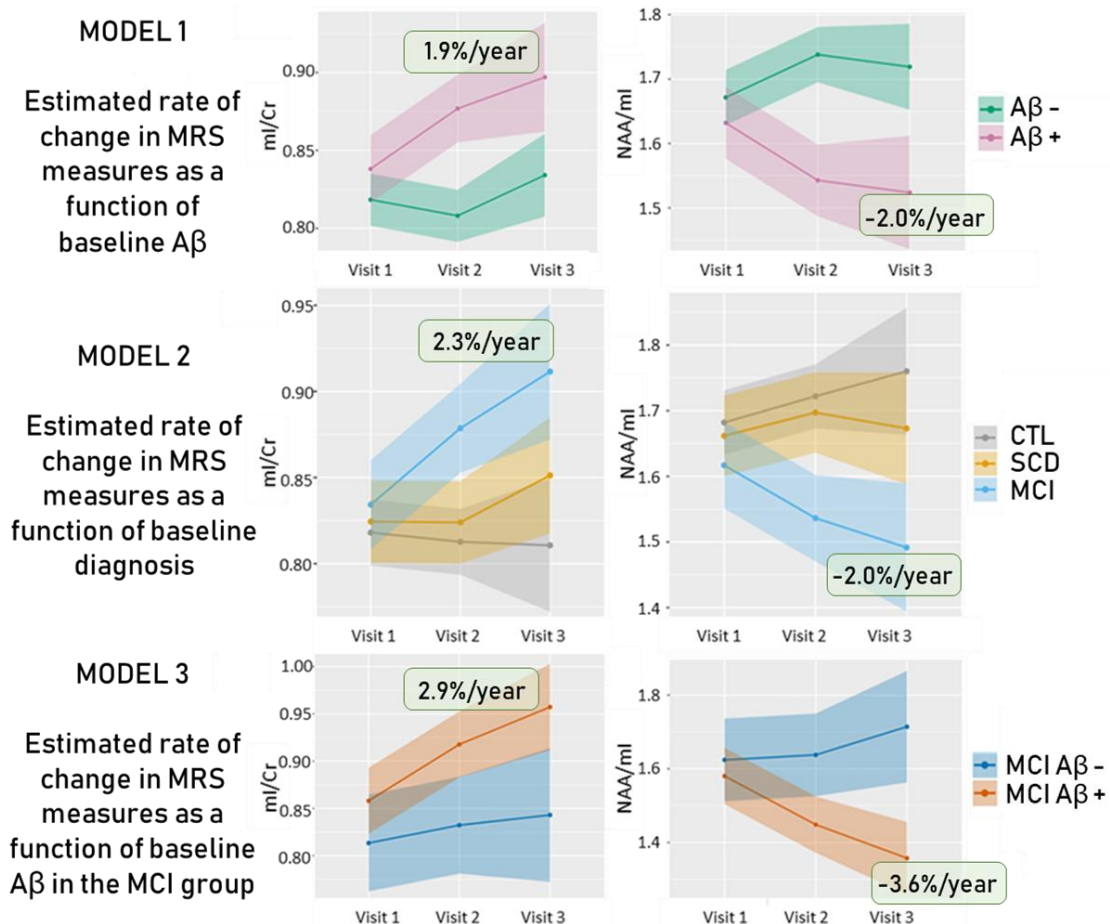 MODEL 1
Estimated rate of
change in MRS
measures as a
function of
baseline Aβ
mI/Cr
0.90
0.85
0.80
1.9%/year
Visit 1 Visit 2 Visit 3
NAA/mI
1.8
1.7
1.6
1.5
-2.0%/year
Visit 1 Visit 2 Visit 3
Aβ -
Aβ +
MODEL 2
Estimated rate of
change in MRS
measures as a
function of baseline
diagnosis
mI/Cr
0.95
0.90
0.85
0.80
2.3%/year
Visit 1 Visit 2 Visit 3
NAA/mI
1.8
1.7
1.6
1.5
1.4
-2.0%/year
Visit 1 Visit 2 Visit 3
CTL
SCD
MCI
MODEL 3
Estimated rate of
change in MRS
measures as a
function of baseline
Aβ in the MCI group
mI/Cr
1.00
0.95
0.90
0.85
0.80
2.9%/year
Visit 1 Visit 2 Visit 3
NAA/mI
1.8
1.6
1.4
-3.6%/year
Visit 1 Visit 2 Visit 3
MCI Aβ -
MCI Aβ +